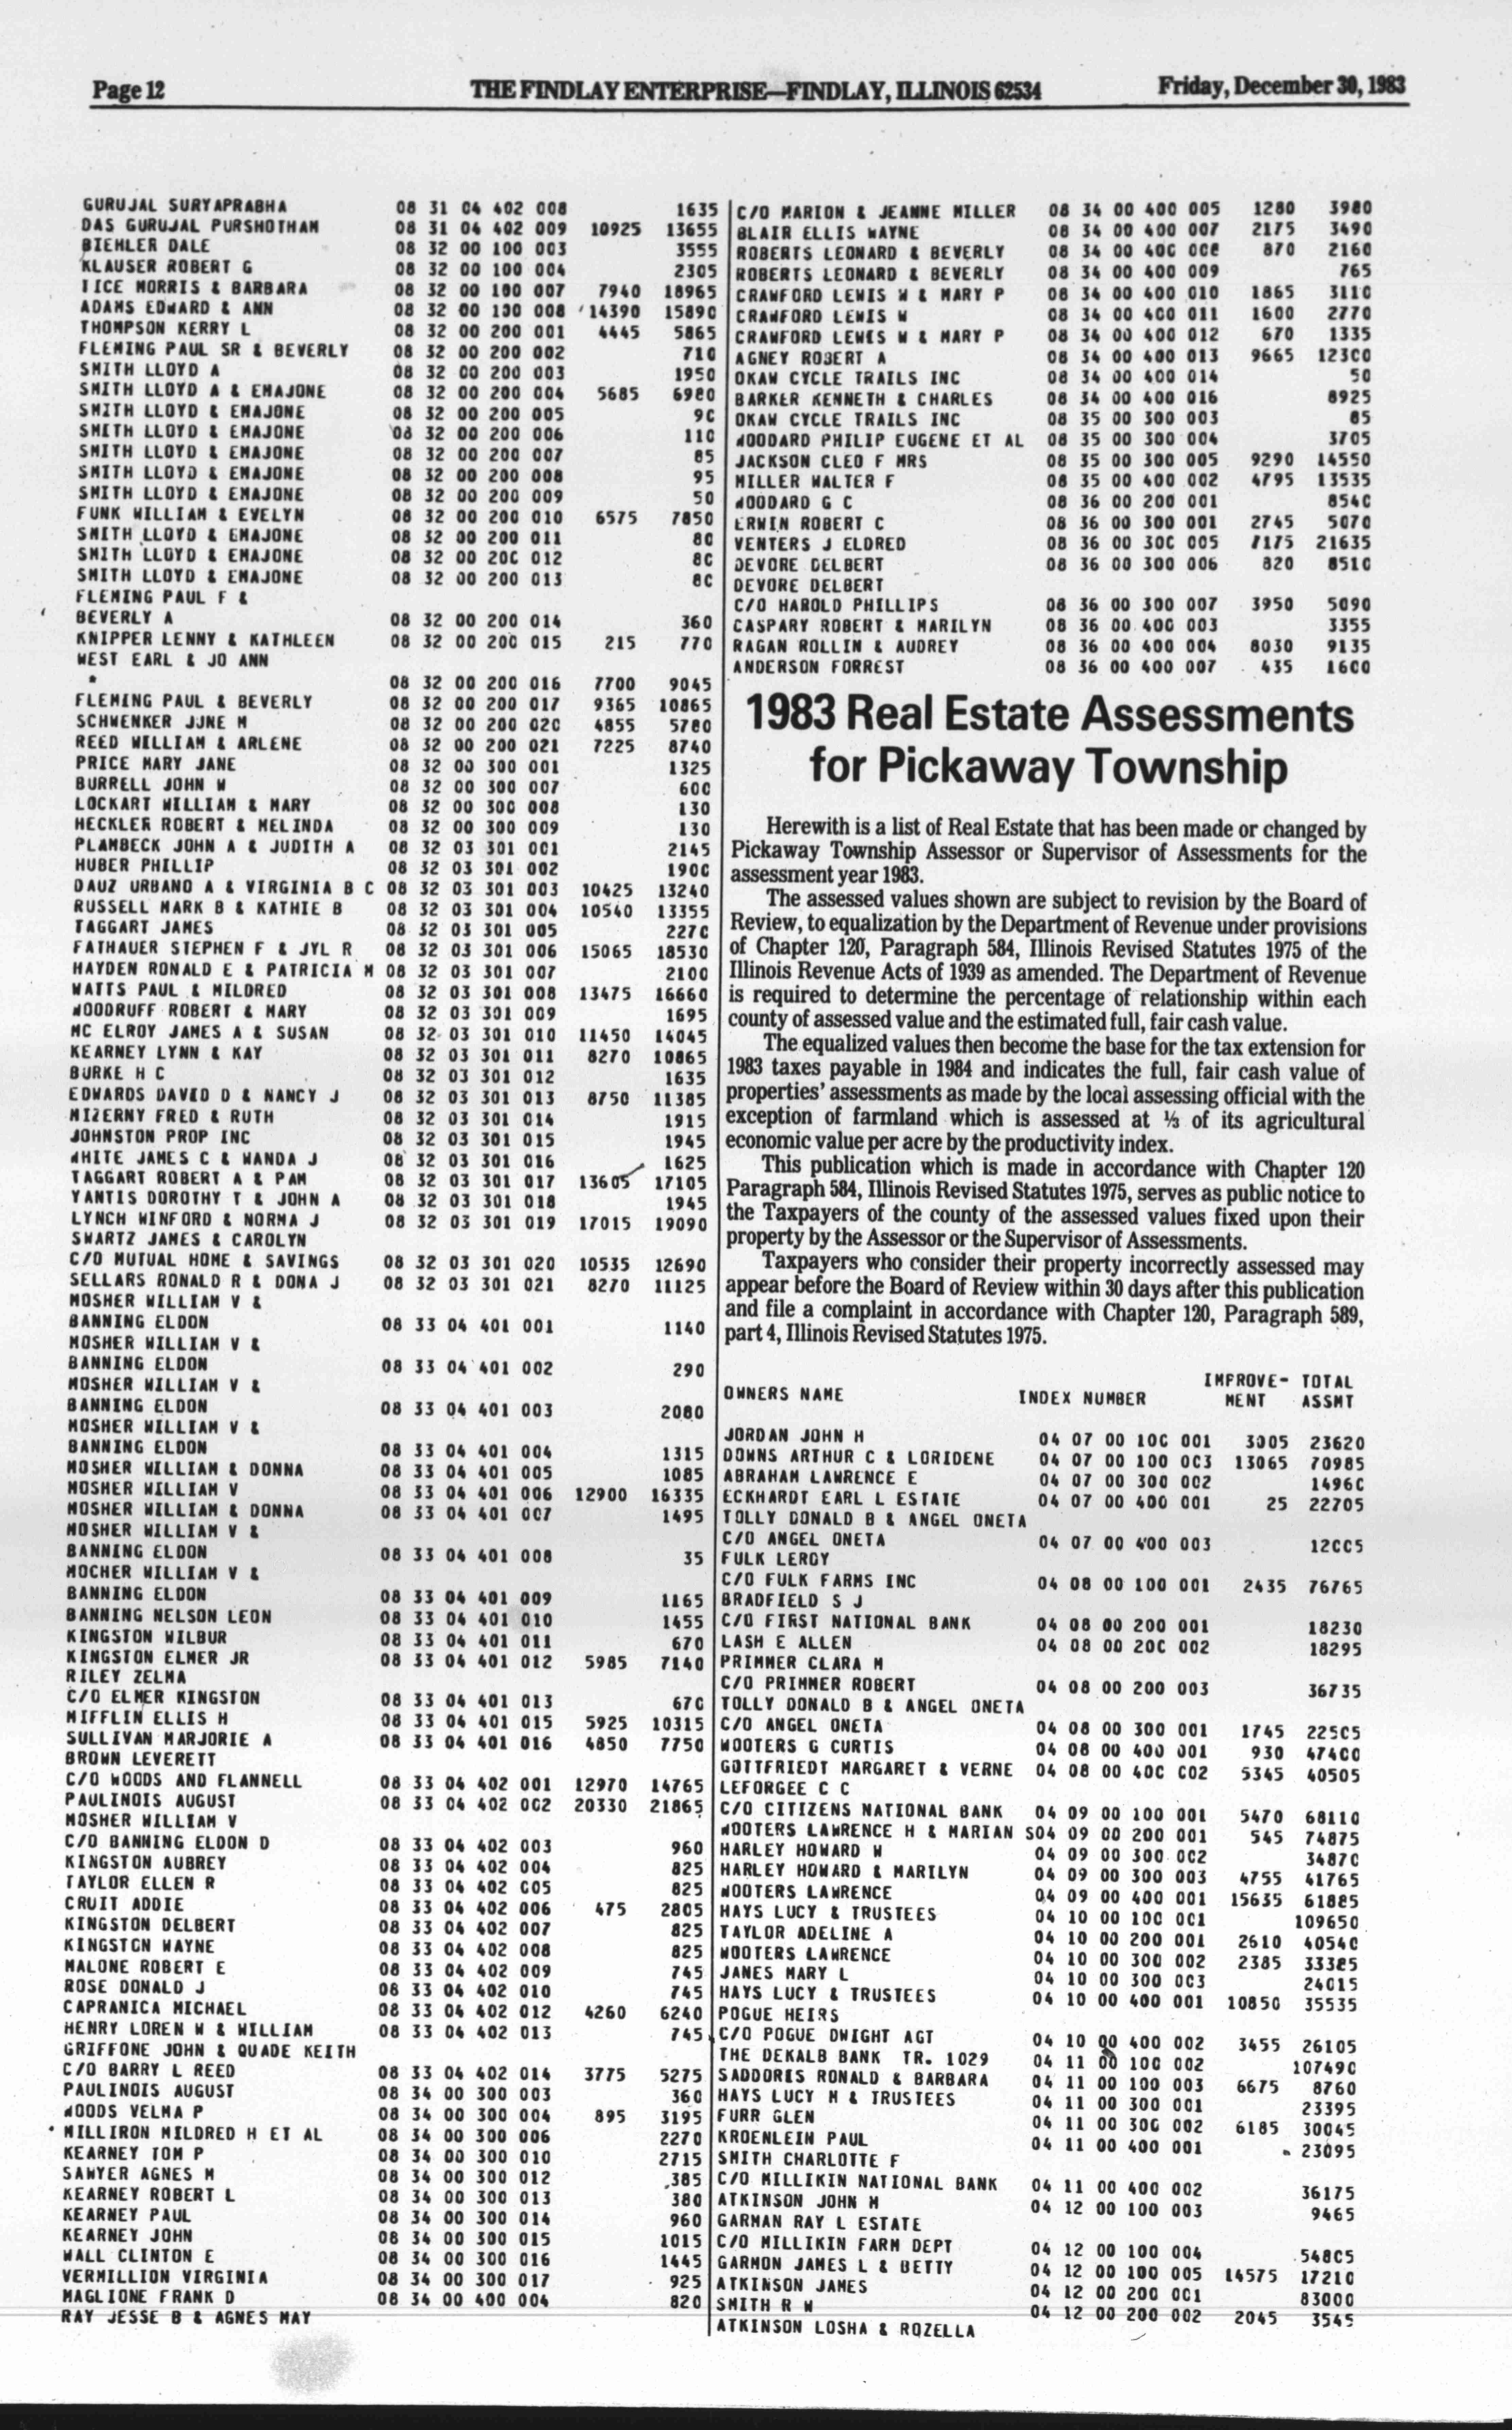 Page 12
THE FINDLAY ENTERPRISE—FINDLAY, ILLINOIS 62534
Friday, December 30, 1983
GURUJAL SURYAPRABHA 08 31 04 402 008 1635
DAS GURUJAL PURSHOTHAM 08 31 04 402 009 10925 13655
BIEHLER DALE 08 32 00 100 003 3555
KLAUSER ROBERT G 08 32 00 100 004 2305
TICE MORRIS & BARBARA 08 32 00 100 007 7940 18965
ADAMS EDWARD & ANN 08 32 00 100 008 14390 15890
THOMPSON KERRY L 08 32 00 200 001 4445 5865
FLEMING PAUL SR & BEVERLY 08 32 00 200 002 710
SMITH LLOYD A 08 32 00 200 003 1950
SMITH LLOYD A & EMAJONE 08 32 00 200 004 5685 6980
SMITH LLOYD & EMAJONE 08 32 00 200 005 90
SMITH LLOYD & EMAJONE 08 32 00 200 006 110
SMITH LLOYD & EMAJONE 08 32 00 200 007 85
SMITH LLOYD & EMAJONE 08 32 00 200 008 95
SMITH LLOYD & EMAJONE 08 32 00 200 009 50
FUNK WILLIAM & EVELYN 08 32 00 200 010 6575 7850
SMITH LLOYD & EMAJONE 08 32 00 200 011 80
SMITH LLOYD & EMAJONE 08 32 00 200 012 80
SMITH LLOYD & EMAJONE 08 32 00 200 013 80
FLEMING PAUL F &
BEVERLY A 08 32 00 200 014 360
KNIPPER LENNY & KATHLEEN 08 32 00 200 015 215 770
WEST EARL & JO ANN
* 08 32 00 200 016 7700 9045
FLEMING PAUL & BEVERLY 08 32 00 200 017 9365 10865
SCHWENKER JUNE M 08 32 00 200 020 4855 5780
REED WILLIAM & ARLENE 08 32 00 200 021 7225 8740
PRICE MARY JANE 08 32 00 300 001 1325
BURRELL JOHN W 08 32 00 300 007 600
LOCKART WILLIAM & MARY 08 32 00 300 008 130
HECKLER ROBERT & MELINDA 08 32 00 300 009 130
PLAMBECK JOHN A & JUDITH A 08 32 03 301 001 2145
HUBER PHILLIP 08 32 03 301 002 1900
DAUZ URBANO A & VIRGINIA B C 08 32 03 301 003 10425 13240
RUSSELL MARK B & KATHIE B 08 32 03 301 004 10540 13355
TAGGART JAMES 08 32 03 301 005 2270
FATHAUER STEPHEN F & JYL R 08 32 03 301 006 15065 18530
HAYDEN RONALD E & PATRICIA M 08 32 03 301 007 2100
WATTS PAUL & MILDRED 08 32 03 301 008 13475 16660
WOODRUFF ROBERT & MARY 08 32 03 301 009 1695
MC ELROY JAMES A & SUSAN 08 32 03 301 010 11450 14045
KEARNEY LYNN & KAY 08 32 03 301 011 8270 10865
BURKE H C 08 32 03 301 012 1635
EDWARDS DAVID D & NANCY J 08 32 03 301 013 8750 11385
MIZERNY FRED & RUTH 08 32 03 301 014 1915
JOHNSTON PROP INC 08 32 03 301 015 1945
WHITE JAMES C & WANDA J 08 32 03 301 016 1625
TAGGART ROBERT A & PAM 08 32 03 301 017 13605 17105
YANTIS DOROTHY T & JOHN A 08 32 03 301 018 1945
LYNCH WINFORD & NORMA J 08 32 03 301 019 17015 19090
SWARTZ JAMES & CAROLYN
C/O MUTUAL HOME & SAVINGS 08 32 03 301 020 10535 12690
SELLARS RONALD R & DONA J 08 32 03 301 021 8270 11125
MOSHER WILLIAM V &
BANNING ELDON 08 33 04 401 001 1140
MOSHER WILLIAM V &
BANNING ELDON 08 33 04 401 002 290
MOSHER WILLIAM V &
BANNING ELDON 08 33 04 401 003 2080
MOSHER WILLIAM V &
BANNING ELDON 08 33 04 401 004 1315
MOSHER WILLIAM & DONNA 08 33 04 401 005 1085
MOSHER WILLIAM V 08 33 04 401 006 12900 16335
MOSHER WILLIAM & DONNA 08 33 04 401 007 1495
MOSHER WILLIAM V &
BANNING ELDON 08 33 04 401 008 35
MOCHER WILLIAM V &
BANNING ELDON 08 33 04 401 009 1165
BANNING NELSON LEON 08 33 04 401 010 1455
KINGSTON WILBUR 08 33 04 401 011 670
KINGSTON ELMER JR 08 33 04 401 012 5985 7140
RILEY ZELMA
C/O ELMER KINGSTON 08 33 04 401 013 670
MIFFLIN ELLIS H 08 33 04 401 015 5925 10315
SULLIVAN MARJORIE A 08 33 04 401 016 4850 7750
BROWN LEVERETT
C/O WOODS AND FLANNELL 08 33 04 402 001 12970 14765
PAULINOIS AUGUST 08 33 04 402 002 20330 21865
MOSHER WILLIAM V
C/O BANNING ELDON D 08 33 04 402 003 960
KINGSTON AUBREY 08 33 04 402 004 825
TAYLOR ELLEN R 08 33 04 402 005 825
CRUIT ADDIE 08 33 04 402 006 475 2805
KINGSTON DELBERT 08 33 04 402 007 825
KINGSTON WAYNE 08 33 04 402 008 825
MALONE ROBERT E 08 33 04 402 009 745
ROSE DONALD J 08 33 04 402 010 745
CAPRANICA MICHAEL 08 33 04 402 012 4260 6240
HENRY LOREN W & WILLIAM 08 33 04 402 013 745
GRIFFONE JOHN & QUADE KEITH
C/O BARRY L REED 08 33 04 402 014 3775 5275
PAULINOIS AUGUST 08 34 00 300 003 360
WOODS VELMA P 08 34 00 300 004 895 3195
MILLIRON MILDRED H ET AL 08 34 00 300 006 2270
KEARNEY TOM P 08 34 00 300 010 2715
SAWYER AGNES M 08 34 00 300 012 385
KEARNEY ROBERT L 08 34 00 300 013 380
KEARNEY PAUL 08 34 00 300 014 960
KEARNEY JOHN 08 34 00 300 015 1015
WALL CLINTON E 08 34 00 300 016 1445
VERMILLION VIRGINIA 08 34 00 300 017 925
MAGLIONE FRANK D 08 34 00 400 004 820
RAY JESSE B & AGNES MAY
C/O MARION & JEANNE MILLER 08 34 00 400 005 1280 3980
BLAIR ELLIS WAYNE 08 34 00 400 007 2175 3490
ROBERTS LEONARD & BEVERLY 08 34 00 400 008 870 2160
ROBERTS LEONARD & BEVERLY 08 34 00 400 009 765
CRAWFORD LEWIS W & MARY P 08 34 00 400 010 1865 3110
CRAWFORD LEWIS W 08 34 00 400 011 1600 2770
CRAWFORD LEWIS W & MARY P 08 34 00 400 012 670 1335
AGNEY ROBERT A 08 34 00 400 013 9665 12300
OKAW CYCLE TRAILS INC 08 34 00 400 014 50
BARKER KENNETH & CHARLES 08 34 00 400 016 8925
OKAW CYCLE TRAILS INC 08 35 00 300 003 85
WOODARD PHILIP EUGENE ET AL 08 35 00 300 004 3705
JACKSON CLEO F MRS 08 35 00 300 005 9290 14550
MILLER WALTER F 08 35 00 400 002 4795 13535
WOODARD G C 08 36 00 200 001 8540
ERWIN ROBERT C 08 36 00 300 001 2745 5070
VENTERS J ELDRED 08 36 00 300 005 7175 21635
DEVORE DELBERT 08 36 00 300 006 820 8510
DEVORE DELBERT
C/O HAROLD PHILLIPS 08 36 00 300 007 3950 5090
CASPARY ROBERT & MARILYN 08 36 00 400 003 3355
RAGAN ROLLIN & AUDREY 08 36 00 400 004 8030 9135
ANDERSON FORREST 08 36 00 400 007 435 1600
1983 Real Estate Assessments
for Pickaway Township
Herewith is a list of Real Estate that has been made or changed by
Pickaway Township Assessor or Supervisor of Assessments for the
assessment year 1983.
The assessed values shown are subject to revision by the Board of
Review, to equalization by the Department of Revenue under provisions
of Chapter 120, Paragraph 584, Illinois Revised Statutes 1975 of the
Illinois Revenue Acts of 1939 as amended. The Department of Revenue
is required to determine the percentage of relationship within each
county of assessed value and the estimated full, fair cash value.
The equalized values then become the base for the tax extension for
1983 taxes payable in 1984 and indicates the full, fair cash value of
properties' assessments as made by the local assessing official with the
exception of farmland which is assessed at ⅓ of its agricultural
economic value per acre by the productivity index.
This publication which is made in accordance with Chapter 120
Paragraph 584, Illinois Revised Statutes 1975, serves as public notice to
the Taxpayers of the county of the assessed values fixed upon their
property by the Assessor or the Supervisor of Assessments.
Taxpayers who consider their property incorrectly assessed may
appear before the Board of Review within 30 days after this publication
and file a complaint in accordance with Chapter 120, Paragraph 589,
part 4, Illinois Revised Statutes 1975.
IMPROVE- TOTAL
OWNERS NAME INDEX NUMBER MENT ASSMT
JORDAN JOHN H 04 07 00 100 001 3005 23620
DOWNS ARTHUR C & LORIDENE 04 07 00 100 003 13065 70985
ABRAHAM LAWRENCE E 04 07 00 300 002 14960
ECKHARDT EARL L ESTATE 04 07 00 400 001 25 22705
TOLLY DONALD B & ANGEL ONETA
C/O ANGEL ONETA 04 07 00 400 003 12005
FULK LEROY
C/O FULK FARMS INC 04 08 00 100 001 2435 76765
BRADFIELD S J
C/O FIRST NATIONAL BANK 04 08 00 200 001 18230
LASH E ALLEN 04 08 00 200 002 18295
PRIMMER CLARA M
C/O PRIMMER ROBERT 04 08 00 200 003 36735
TOLLY DONALD B & ANGEL ONETA
C/O ANGEL ONETA 04 08 00 300 001 1745 22505
WOOTERS G CURTIS 04 08 00 400 001 930 47400
GOTTFRIEDT MARGARET & VERNE 04 08 00 400 002 5345 40505
LEFORGEE C C
C/O CITIZENS NATIONAL BANK 04 09 00 100 001 5470 68110
WOOTERS LAWRENCE H & MARIAN S04 09 00 200 001 545 74875
HARLEY HOWARD W 04 09 00 300 002 34870
HARLEY HOWARD & MARILYN 04 09 00 300 003 4755 41765
WOOTERS LAWRENCE 04 09 00 400 001 15635 61885
HAYS LUCY & TRUSTEES 04 10 00 100 001 109650
TAYLOR ADELINE A 04 10 00 200 001 2610 40540
WOOTERS LAWRENCE 04 10 00 300 002 2385 33385
JANES MARY L 04 10 00 300 003 24015
HAYS LUCY & TRUSTEES 04 10 00 400 001 10850 35535
POGUE HEIRS
C/O POGUE DWIGHT AGT 04 10 00 400 002 3455 26105
THE DEKALB BANK TR. 1029 04 11 00 100 002 107490
SADDORIS RONALD & BARBARA 04 11 00 100 003 6675 8760
HAYS LUCY M & TRUSTEES 04 11 00 300 001 23395
FURR GLEN 04 11 00 300 002 6185 30045
KROENLEIN PAUL 04 11 00 400 001 23095
SMITH CHARLOTTE F
C/O MILLIKIN NATIONAL BANK 04 11 00 400 002 36175
ATKINSON JOHN M 04 12 00 100 003 9465
GARMAN RAY L ESTATE
C/O MILLIKIN FARM DEPT 04 12 00 100 004 54805
GARMON JAMES L & BETTY 04 12 00 100 005 14575 17210
ATKINSON JAMES 04 12 00 200 001 83000
SMITH R W 04 12 00 200 002 2045 3545
ATKINSON LOSHA & ROZELLA